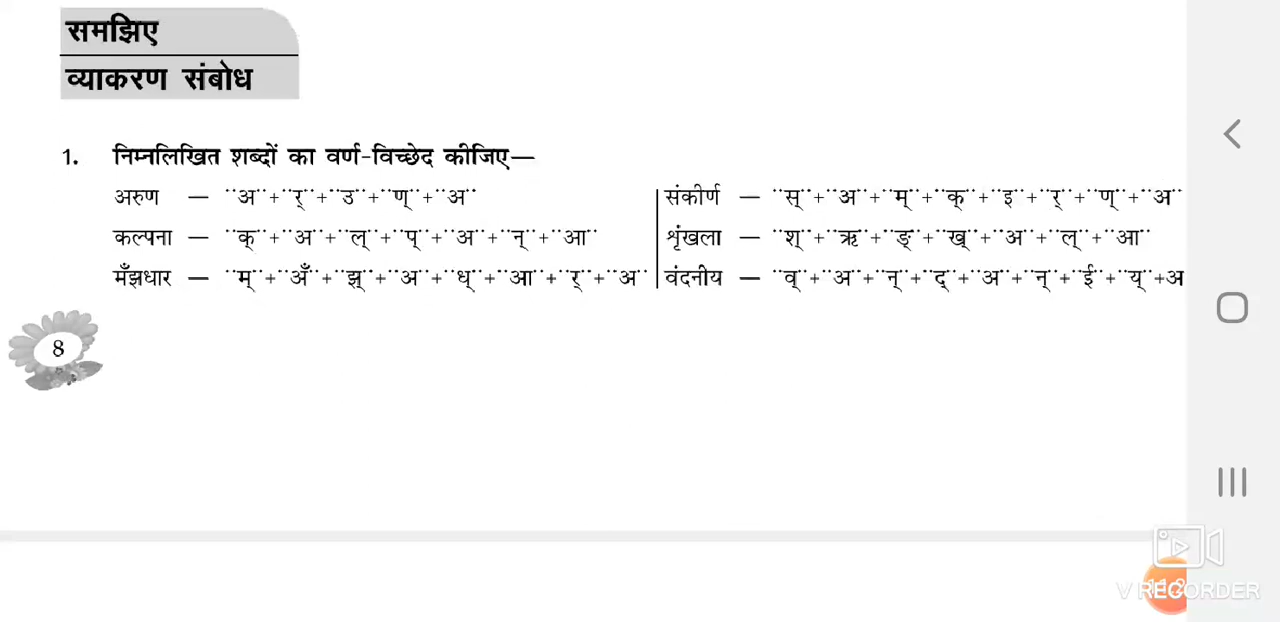 समझिए
व्याकरण संबोध
1. निम्नलिखित शब्दों का वर्ण-विच्छेद कीजिए—
अरुण — ¨अ¨ + ¨र्¨ + ¨उ¨ + ¨ण्¨ + ¨अ¨
कल्पना — ¨क्¨ + ¨अ¨ + ¨ल्¨ + ¨प्¨ + ¨अ¨ + ¨न्¨ + ¨आ¨
मँझधार — ¨म्¨ + ¨अँ¨ + ¨झ्¨ + ¨अ¨ + ¨ध्¨ + ¨आ¨ + ¨र्¨ + ¨अ¨
संकीर्ण — ¨स्¨ + ¨अ¨ + ¨म्¨ + ¨क्¨ + ¨इ¨ + ¨र्¨ + ¨ण्¨ + ¨अ¨
शृंखला — ¨श्¨ + ¨ऋ¨ + ¨ङ्¨ + ¨ख्¨ + ¨अ¨ + ¨ल्¨ + ¨आ¨
वंदनीय — ¨व्¨ + ¨अ¨ + ¨न्¨ + ¨द्¨ + ¨अ¨ + ¨न्¨ + ¨ई¨ + ¨य्¨ +अ
8
V RECORDER